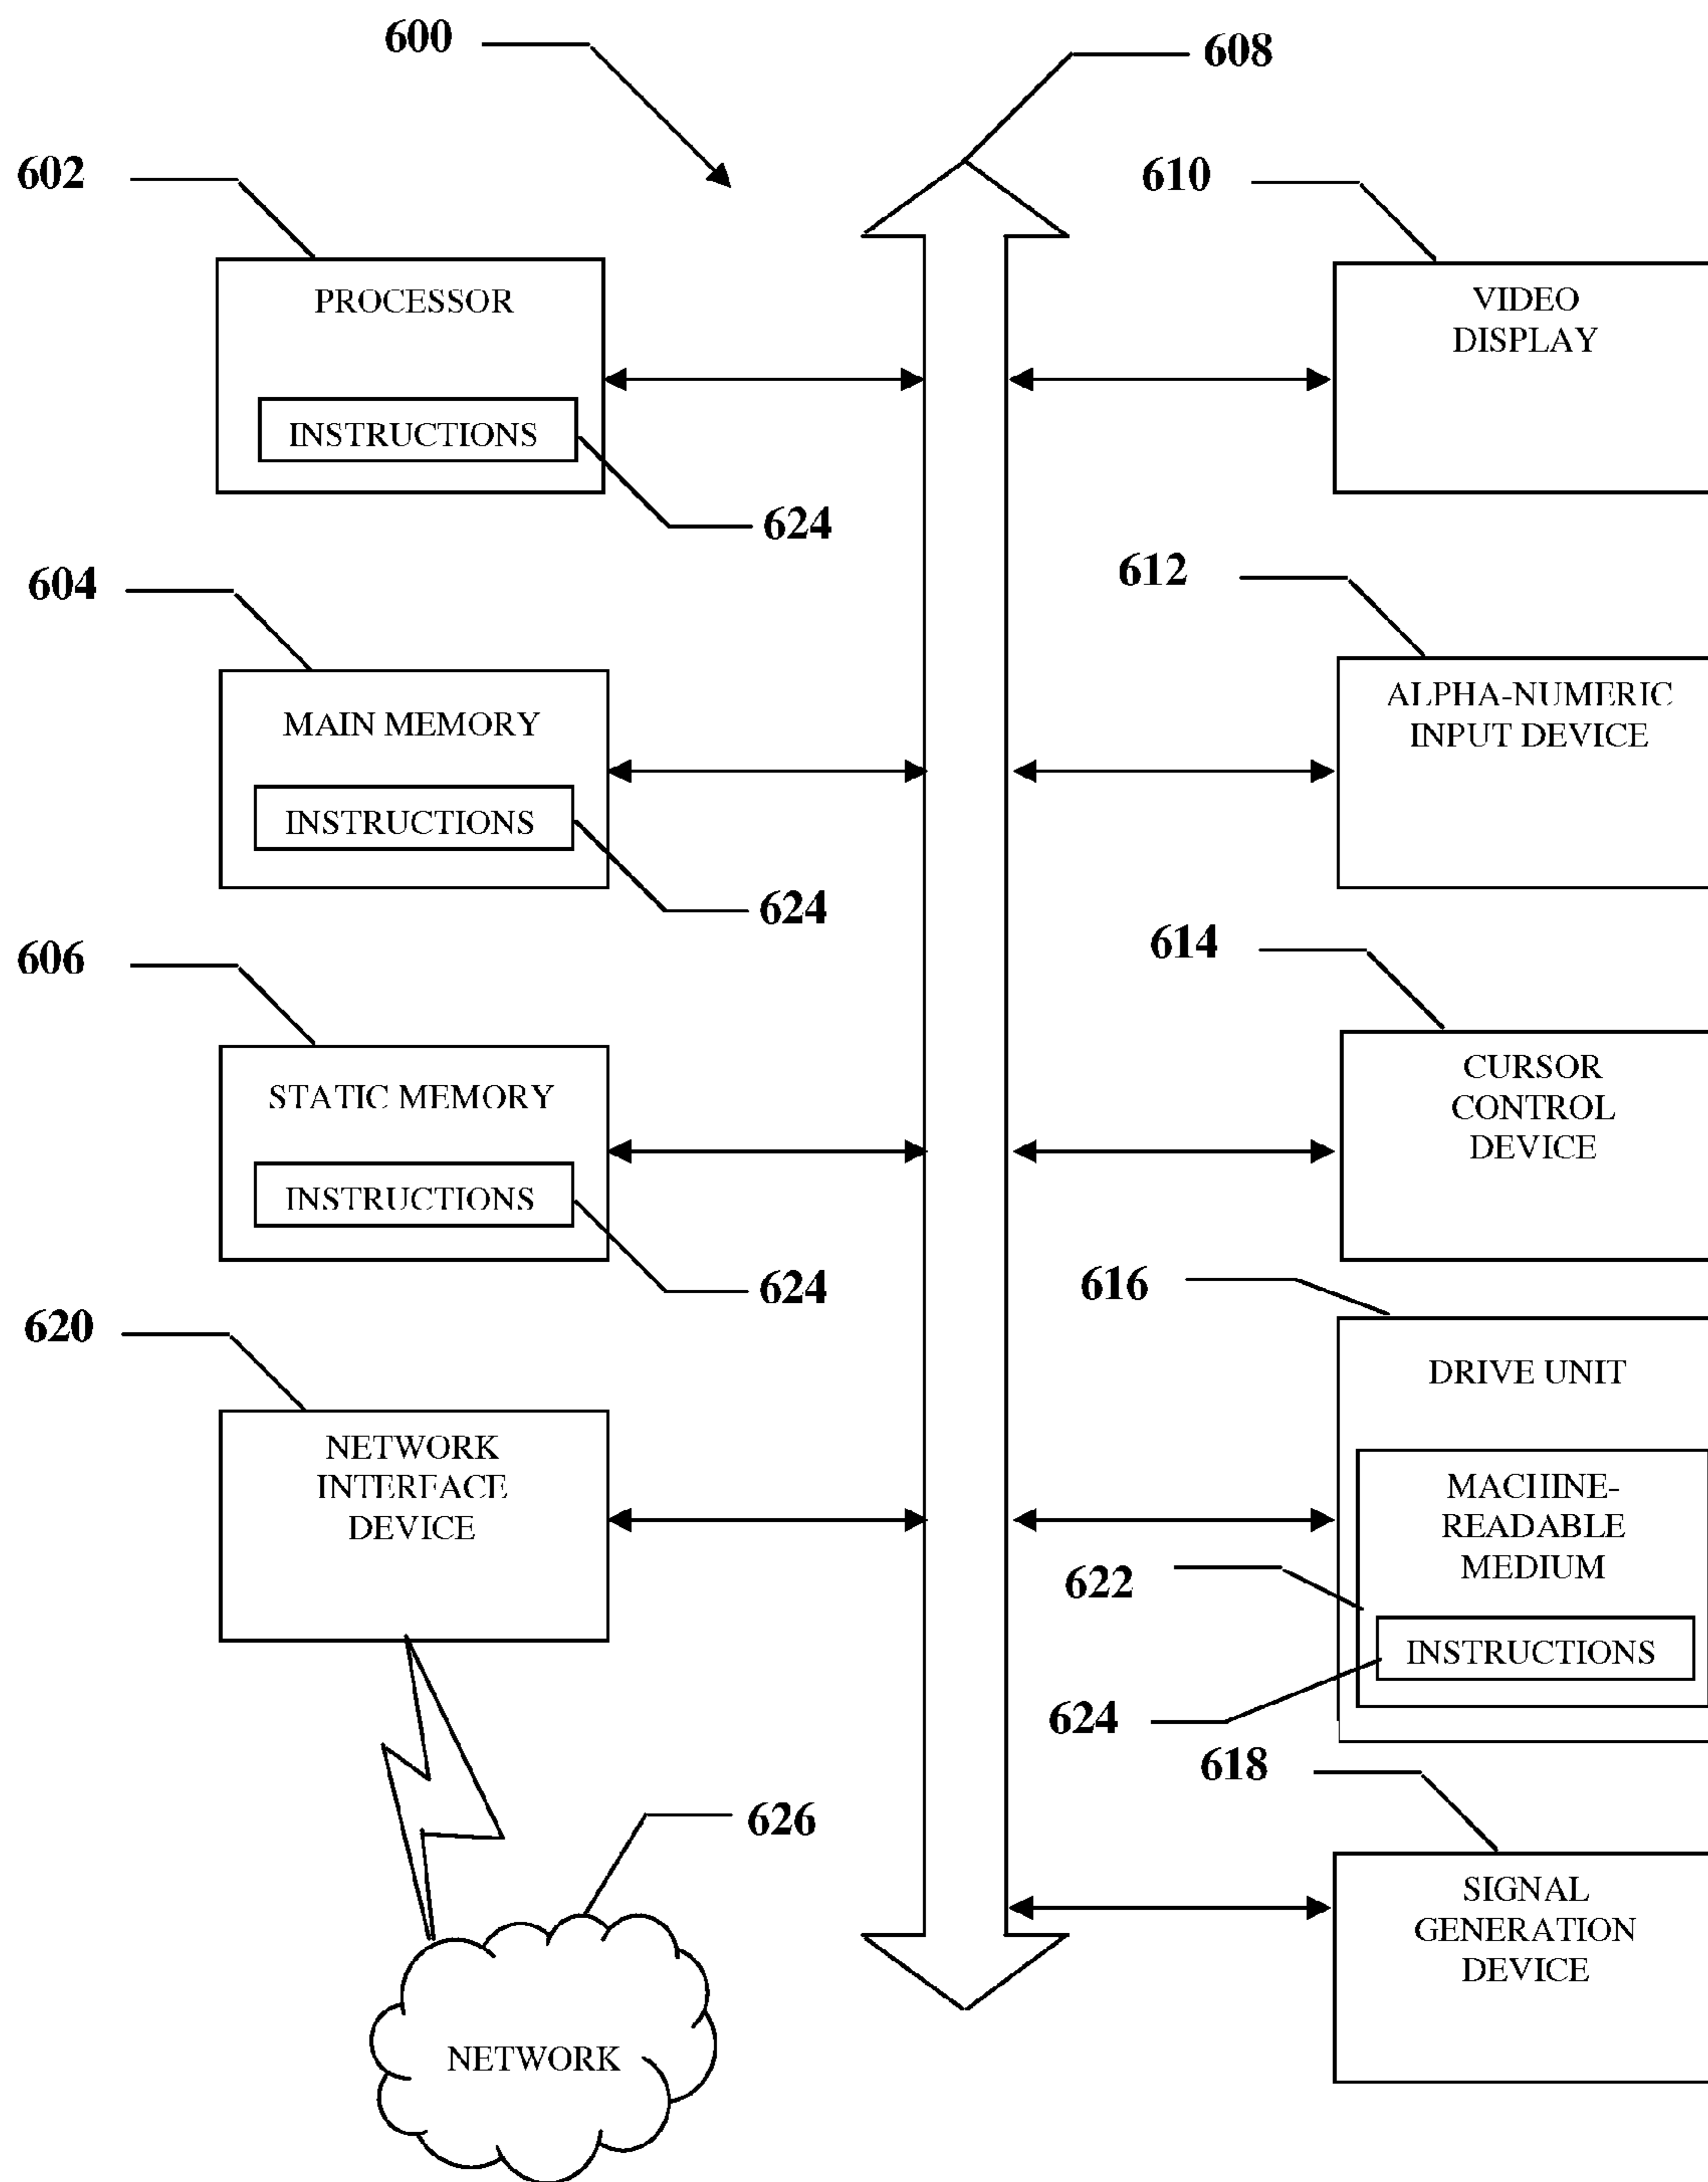 600
608
602
610
PROCESSOR
INSTRUCTIONS
624
VIDEO
DISPLAY
604
612
MAIN MEMORY
INSTRUCTIONS
624
ALPHA-NUMERIC
INPUT DEVICE
606
614
STATIC MEMORY
INSTRUCTIONS
624
CURSOR
CONTROL
DEVICE
620
616
NETWORK
INTERFACE
DEVICE
DRIVE UNIT
MACHINE-
READABLE
MEDIUM
622
INSTRUCTIONS
624
618
626
NETWORK
SIGNAL
GENERATION
DEVICE